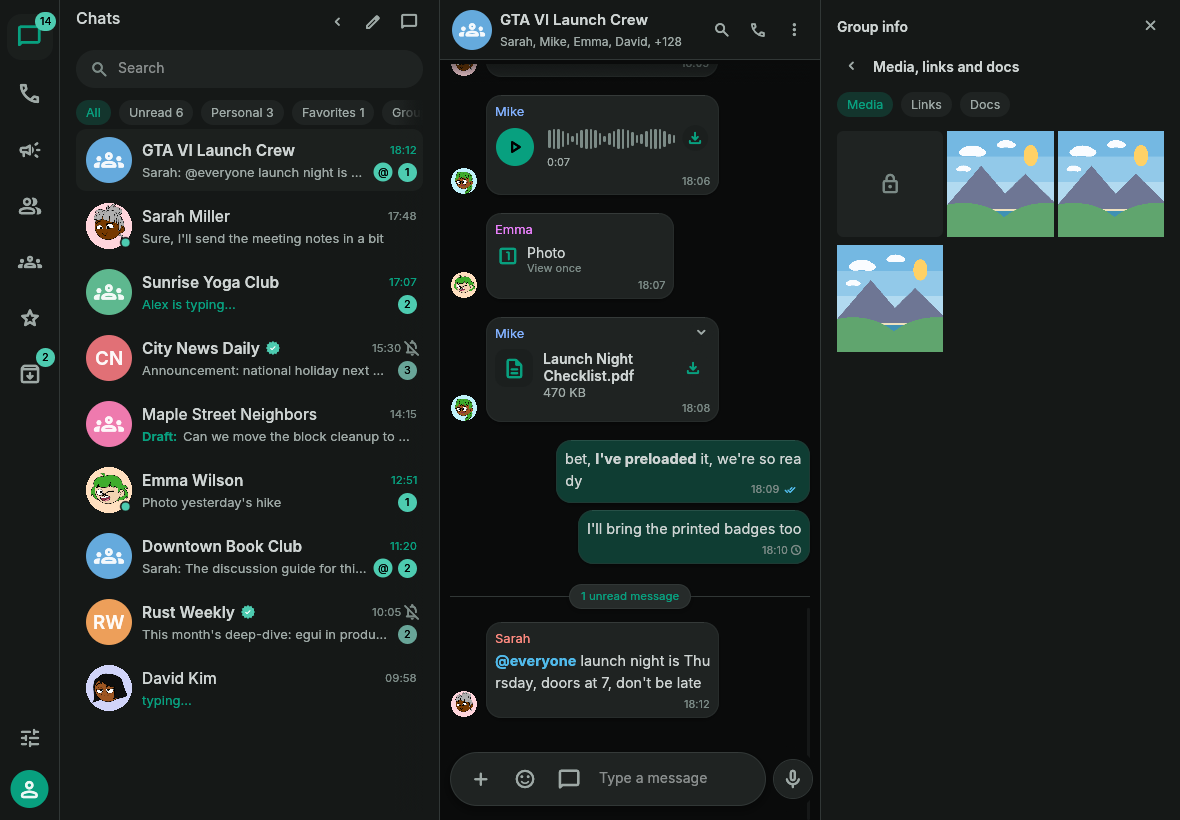 14
2
Chats
Search
All
Unread 6
Personal 3
Favorites 1
GTA VI Launch Crew
18:12
Sarah: @everyone launch night is ...
@
1
Sarah Miller
17:48
Sure, I'll send the meeting notes in a bit
Sunrise Yoga Club
17:07
Alex is typing...
2
CN
City News Daily
15:30
Announcement: national holiday next ...
3
Maple Street Neighbors
14:15
Draft: Can we move the block cleanup to ...
Emma Wilson
12:51
Photo yesterday's hike
1
Downtown Book Club
11:20
Sarah: The discussion guide for thi...
@
2
RW
Rust Weekly
10:05
This month's deep-dive: egui in produ...
2
David Kim
09:58
typing...
GTA VI Launch Crew
Sarah, Mike, Emma, David, +128
Mike
0:07
18:06
Emma
1
Photo
View once
18:07
Mike
Launch Night
Checklist.pdf
470 KB
18:08
bet, I've preloaded it, we're so rea
dy
18:09
I'll bring the printed badges too
18:10
1 unread message
Sarah
@everyone launch night is Thu
rsday, doors at 7, don't be late
18:12
Type a message
Group info
Media, links and docs
Media
Links
Docs